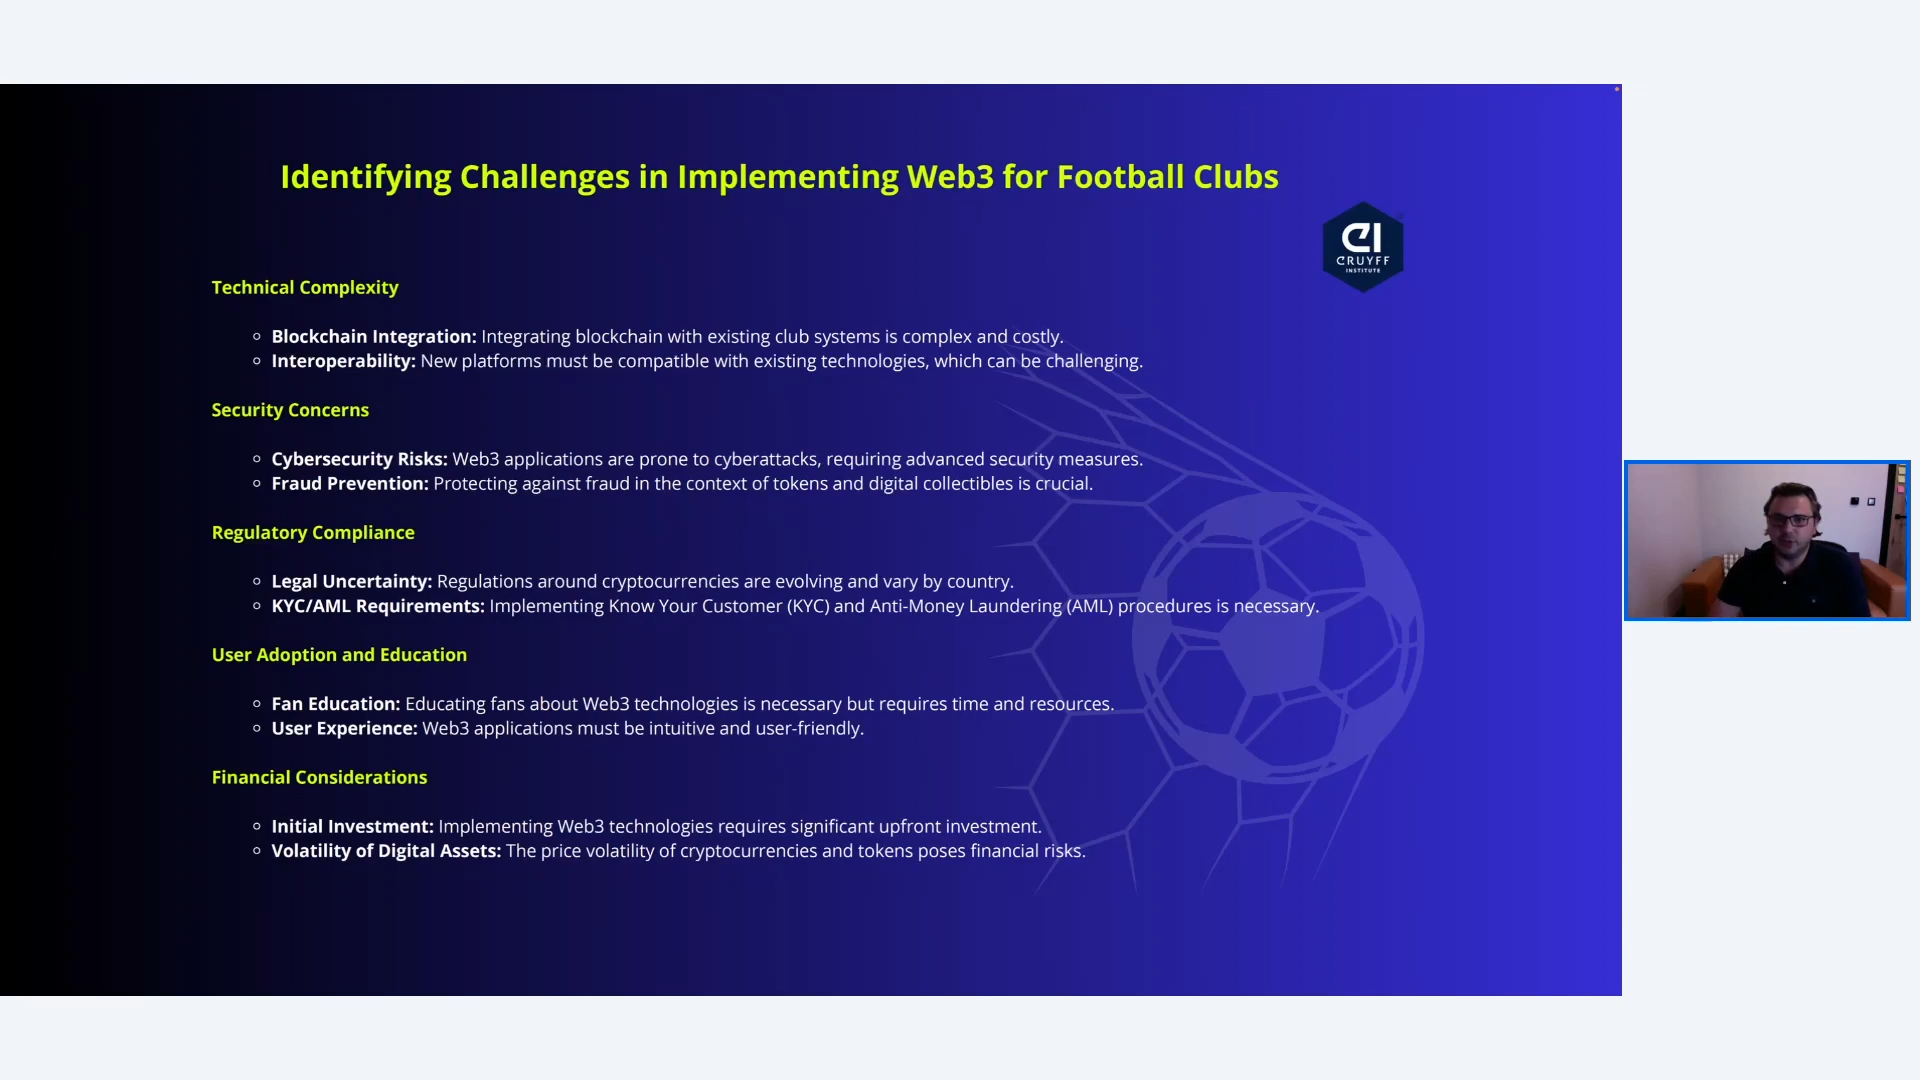 Identifying Challenges in Implementing Web3 for Football Clubs
CI
CRUYFF
INSTITUTE
Technical Complexity
Blockchain Integration: Integrating blockchain with existing club systems is complex and costly.
Interoperability: New platforms must be compatible with existing technologies, which can be challenging.
Security Concerns
Cybersecurity Risks: Web3 applications are prone to cyberattacks, requiring advanced security measures.
Fraud Prevention: Protecting against fraud in the context of tokens and digital collectibles is crucial.
Regulatory Compliance
Legal Uncertainty: Regulations around cryptocurrencies are evolving and vary by country.
KYC/AML Requirements: Implementing Know Your Customer (KYC) and Anti-Money Laundering (AML) procedures is necessary.
User Adoption and Education
Fan Education: Educating fans about Web3 technologies is necessary but requires time and resources.
User Experience: Web3 applications must be intuitive and user-friendly.
Financial Considerations
Initial Investment: Implementing Web3 technologies requires significant upfront investment.
Volatility of Digital Assets: The price volatility of cryptocurrencies and tokens poses financial risks.